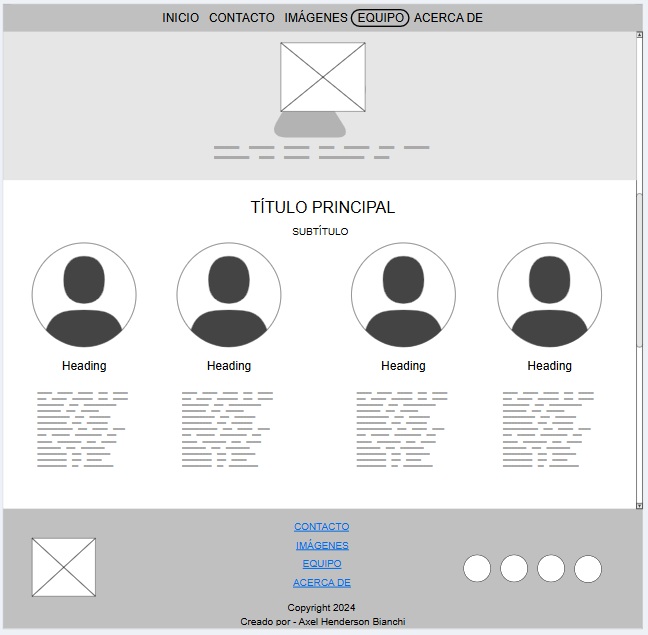 INICIO CONTACTO IMÁGENES EQUIPO ACERCA DE
TÍTULO PRINCIPAL
SUBTÍTULO
Heading Heading Heading Heading
CONTACTO
IMÁGENES
EQUIPO
ACERCA DE
Copyright 2024
Creado por - Axel Henderson Bianchi